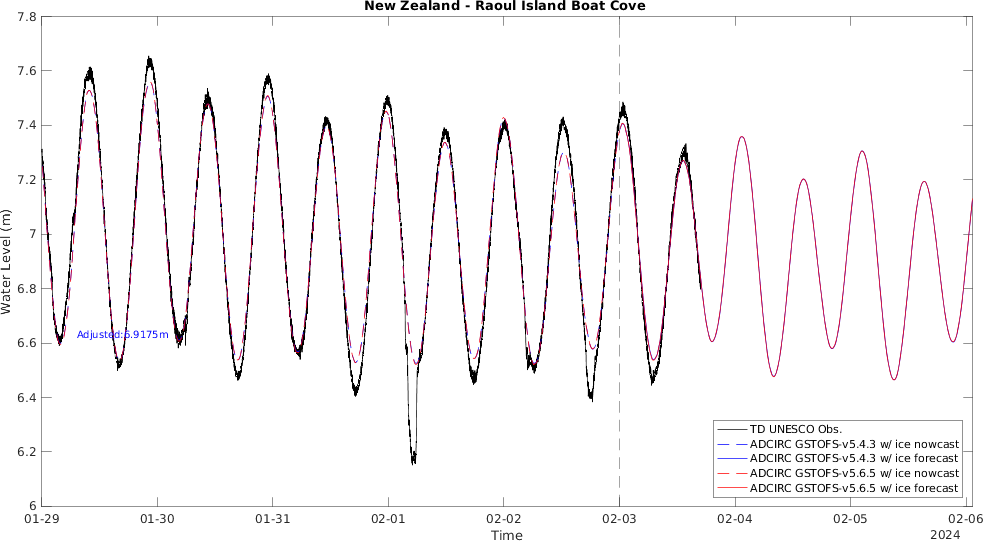 New Zealand - Raoul Island Boat Cove
7.8
7.6
7.4
7.2
7
6.8
6.6
6.4
6.2
6
Water Level (m)
Adjusted:6.9175m
TD UNESCO Obs.
ADCIRC GSTOFS-v5.4.3 w/ ice nowcast
ADCIRC GSTOFS-v5.4.3 w/ ice forecast
ADCIRC GSTOFS-v5.6.5 w/ ice nowcast
ADCIRC GSTOFS-v5.6.5 w/ ice forecast
01-29 01-30 01-31 02-01 02-02 02-03 02-04 02-05 02-06
Time
2024